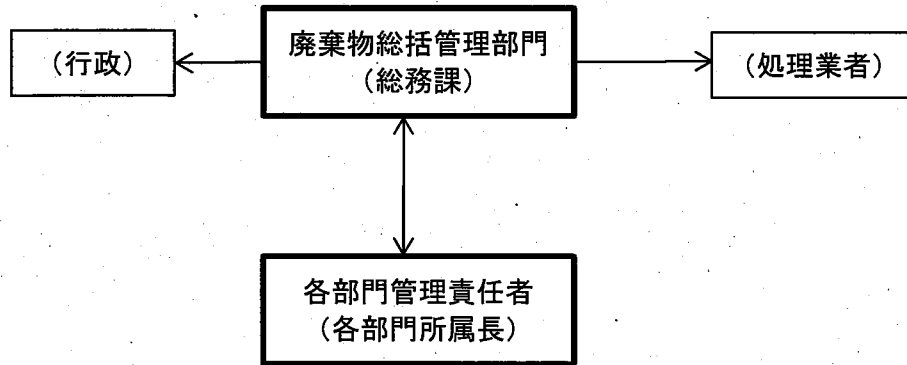 廃棄物総括管理部門
（総務課）
（行政）
（処理業者）
各部門管理責任者
（各部門所属長）